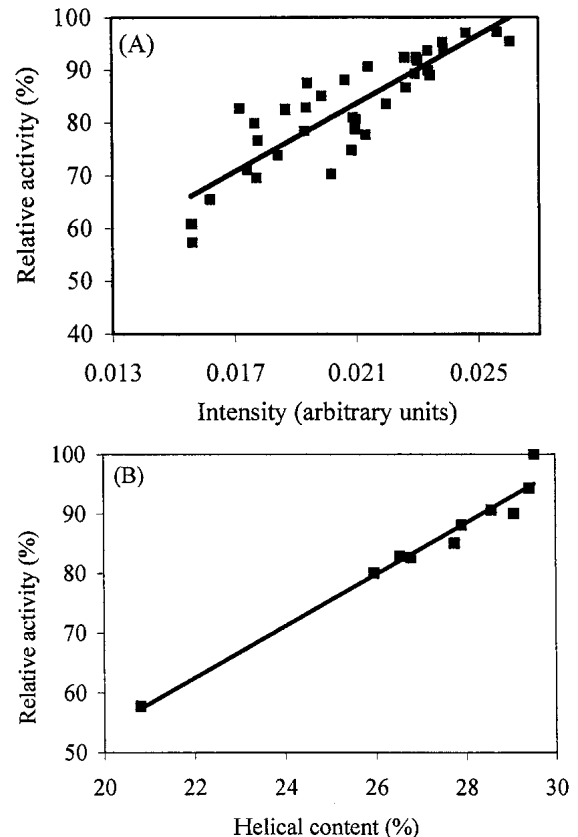 (A)
100
90
80
70
60
50
40
Relative activity (%)
0.013 0.017 0.021 0.025
Intensity (arbitrary units)
(B)
100
90
80
70
60
50
Relative activity (%)
20 22 24 26 28 30
Helical content (%)